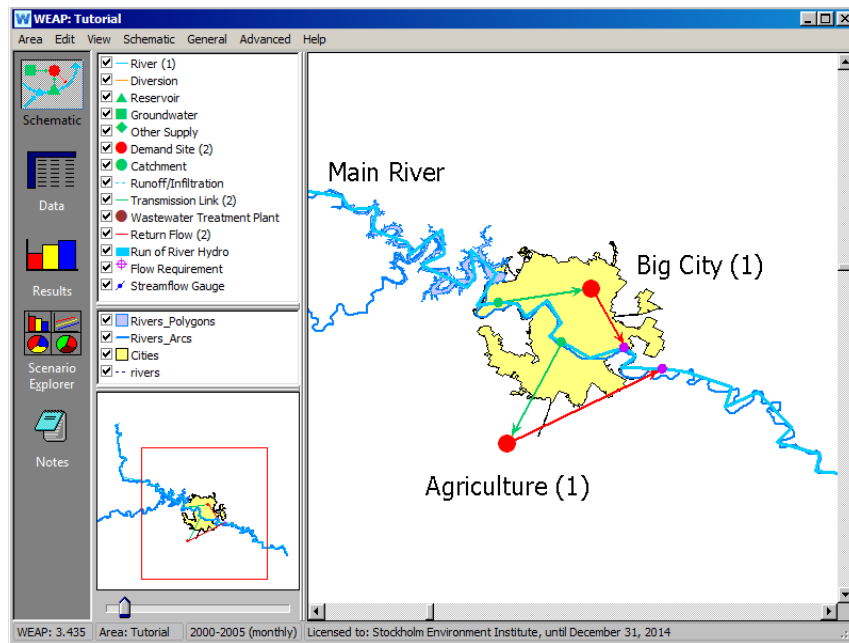 WEAP: Tutorial
Area Edit View Schematic General Advanced Help
Schematic
Data
Results
Scenario
Explorer
Notes
River (1)
Diversion
Reservoir
Groundwater
Other Supply
Demand Site (2)
Catchment
Runoff/Infiltration
Transmission Link (2)
Wastewater Treatment Plant
Return Flow (2)
Run of River Hydro
Flow Requirement
Streamflow Gauge
Rivers_Polygons
Rivers_Arcs
Cities
rivers
Main River
Big City (1)
Agriculture (1)
WEAP: 3.435 Area: Tutorial 2000-2005 (monthly) Licensed to: Stockholm Environment Institute, until December 31, 2014